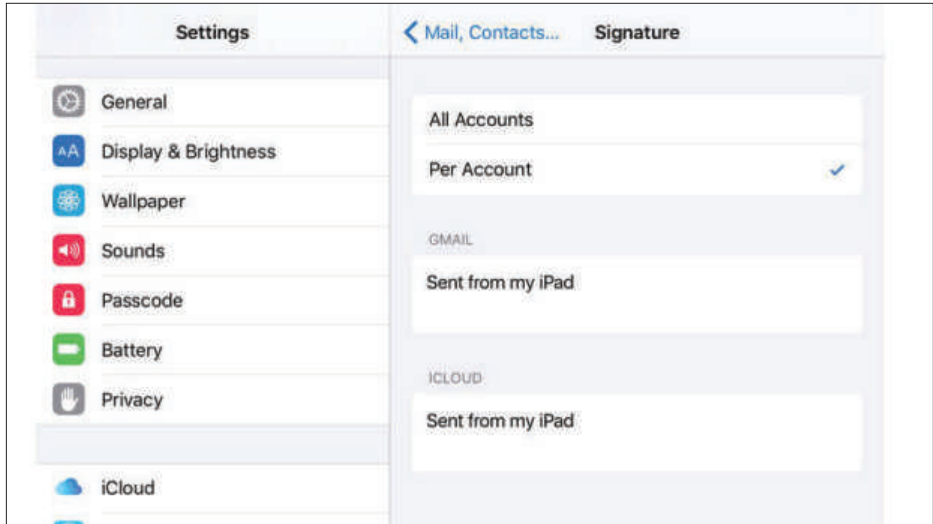 Settings
General
AA Display & Brightness
Wallpaper
Sounds
Passcode
Battery
Privacy
iCloud
Mail, Contacts... Signature
All Accounts
Per Account
GMAIL
Sent from my iPad
ICLOUD
Sent from my iPad